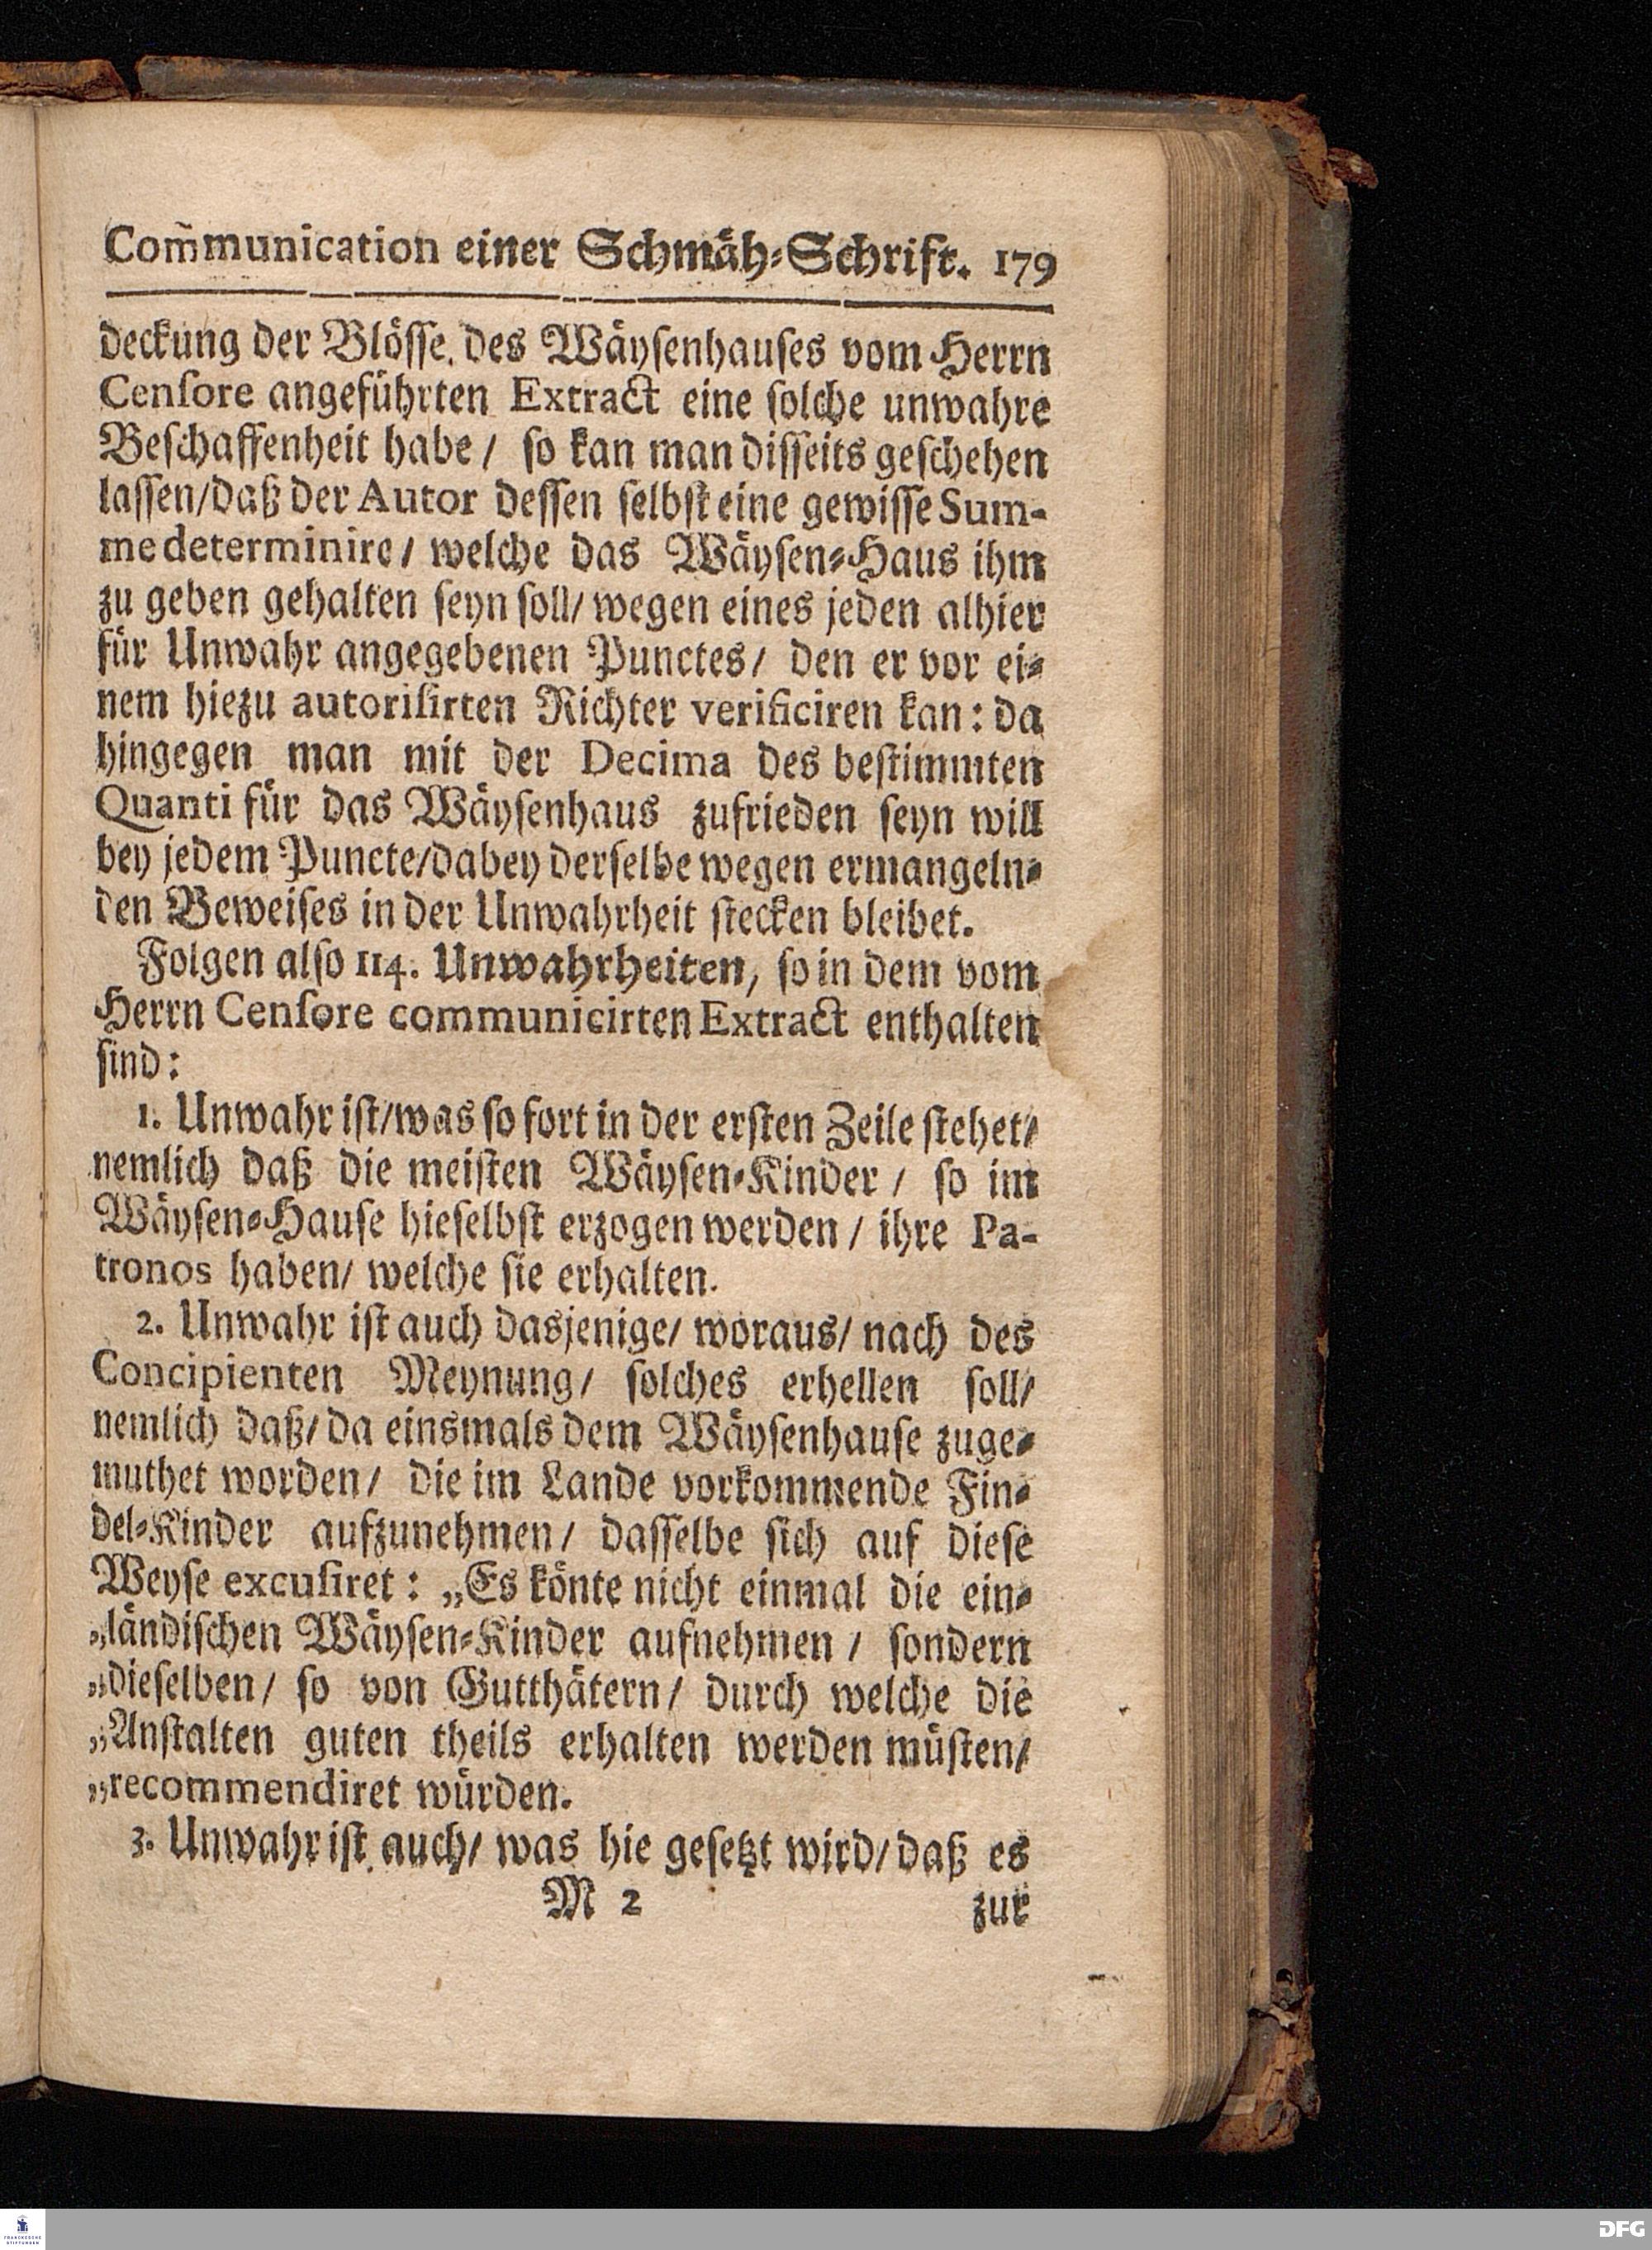 Com̃munication einer Schmäh-Schrift. 179
deckung der Blösse des Wäysenhauses vom Herrn
Censore angeführten Extract eine solche unwahre
Beschaffenheit habe / so kan man disseits geschehen
lassen/daß der Autor dessen selbst eine gewisse Sum-
me determinire / welche das Wäysen-Haus ihm
zu geben gehalten seyn soll/ wegen eines jeden alhier
für Unwahr angegebenen Punctes / den er vor ei-
nem hiezu autorisirten Richter verificiren kan: da
hingegen man mit der Decima des bestimmten
Quanti für das Wäysenhaus zufrieden seyn will
bey jedem Puncte/dabey derselbe wegen ermangeln-
den Beweises in der Unwahrheit stecken bleibet.
Folgen also 114. Unwahrheiten, so in dem vom
Herrn Censore communicirten Extract enthalten
sind:
1. Unwahr ist/was so fort in der ersten Zeile stehet/
nemlich daß die meisten Wäysen-Kinder / so im
Wäysen-Hause hieselbst erzogen werden / ihre Pa-
tronos haben/ welche sie erhalten.
2. Unwahr ist auch dasjenige/ woraus/ nach des
Concipienten Meynung/ solches erhellen soll/
nemlich daß/ da einsmals dem Wäysenhause zuge-
muthet worden/ die im Lande vorkommende Fin-
del-Kinder aufzunehmen/ dasselbe sich auf diese
Weyse excusiret: „Es könte nicht einmal die ein-
„ländischen Wäysen-Kinder aufnehmen / sondern
„dieselben/ so von Gutthätern/ durch welche die
„Anstalten guten theils erhalten werden müsten/
„recommendiret würden.
3. Unwahr ist auch/ was hie gesetzt wird/ daß es
M 2 zur
FRANCKESCHE
STIFTUNGEN
DFG